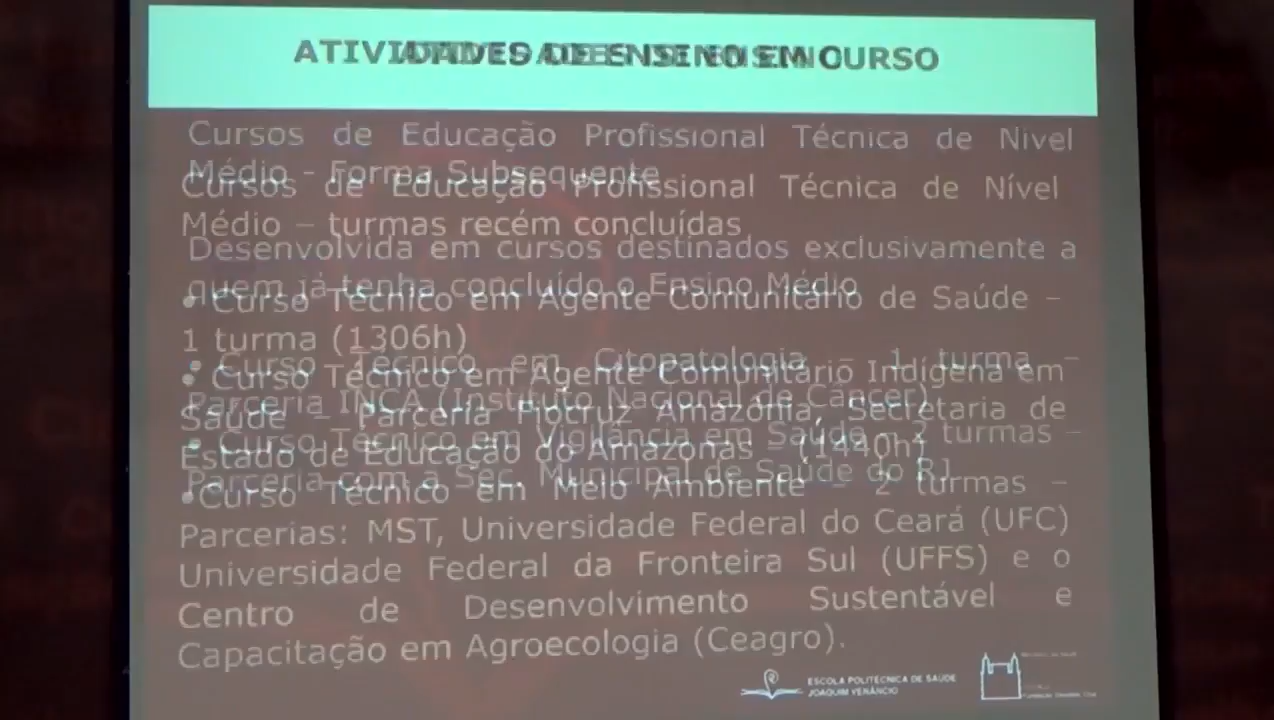 ATIVIDADES DE ENSINO EM CURSO
Cursos de Educação Profissional Técnica de Nivel
Médio - Forma Subsequente
Cursos de Educação Profissional Técnica de Nível
Médio – turmas recém concluídas
Desenvolvida em cursos destinados exclusivamente a
quem já tenha concluído o Ensino Médio
• Curso Técnico em Agente Comunitário de Saúde –
1 turma (1306h)
• Curso Técnico em Citopatologia – 1 turma –
• Curso Técnico em Agente Comunitário Indígena em
Parceria INCA (Instituto Nacional de Câncer)
Saúde – Parceria Fiocruz Amazônia, Secretaria de
• Curso Técnico em Vigilância em Saúde – 2 turmas –
Estado de Educação do Amazonas – (1440h)
Parceria com a Sec. Municipal de Saúde do RJ
•Curso Técnico em Meio Ambiente – 2 turmas –
Parcerias: MST, Universidade Federal do Ceará (UFC)
Universidade Federal da Fronteira Sul (UFFS) e o
Centro de Desenvolvimento Sustentável e
Capacitação em Agroecologia (Ceagro).
ESCOLA POLITÉCNICA DE SAÚDE
JOAQUIM VENÂNCIO